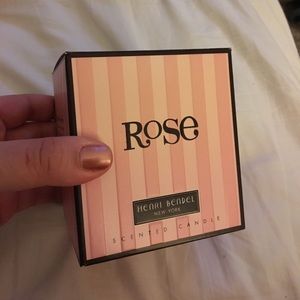 Rose
HENRI BENDEL
NEW YORK
SCENTED CANDLE